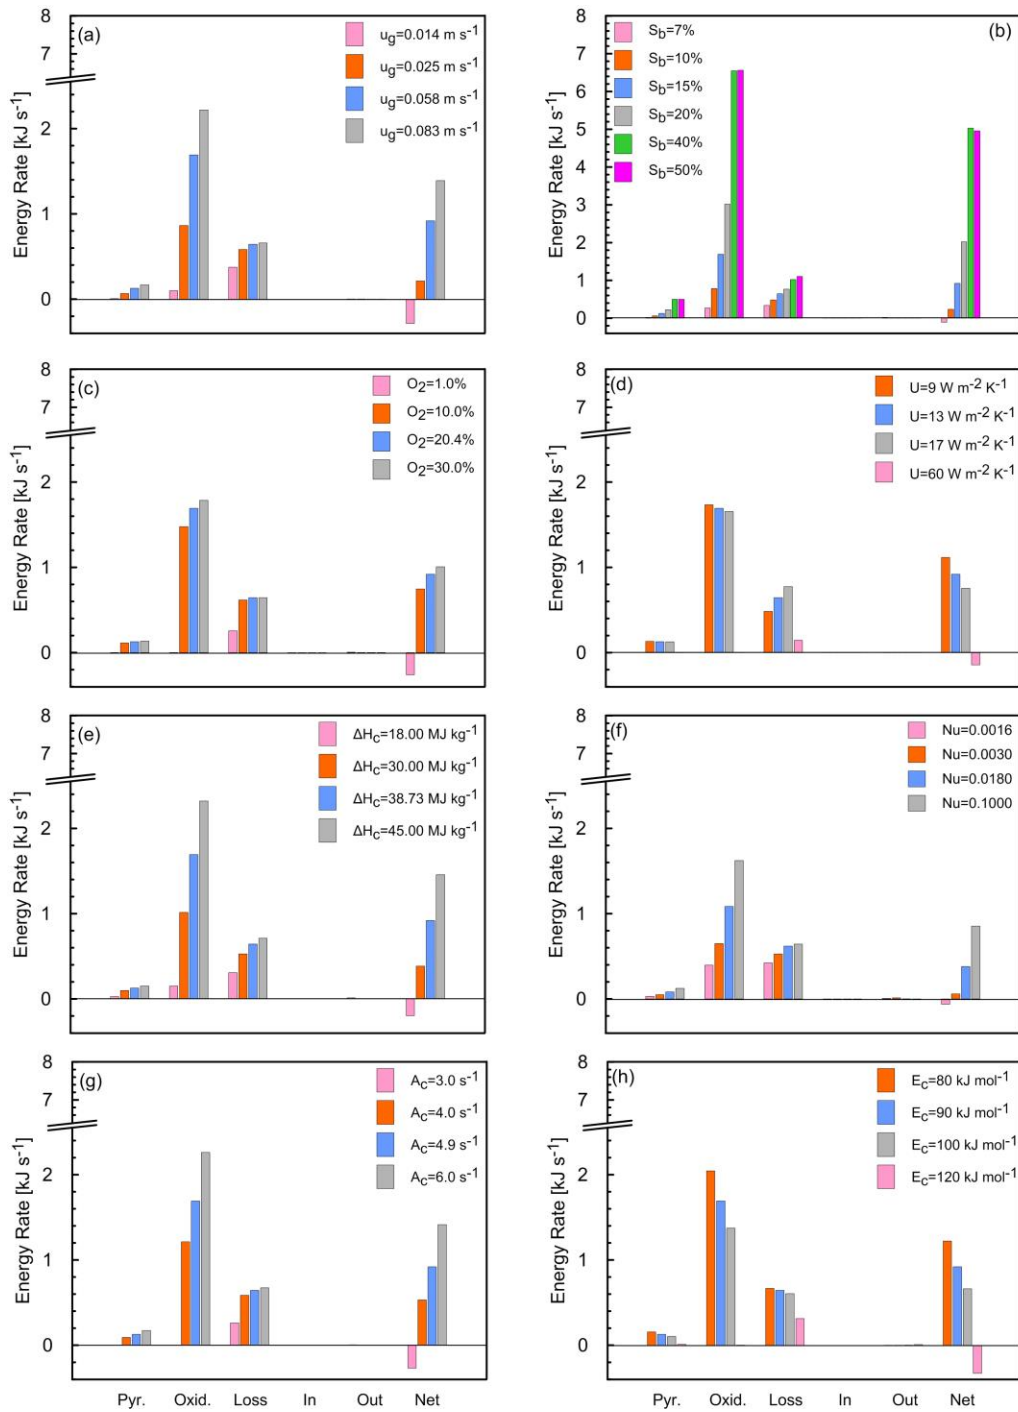 (a)
Energy Rate [kJ s⁻¹]
8
7
2
1
0
u_g=0.014 m s⁻¹
u_g=0.025 m s⁻¹
u_g=0.058 m s⁻¹
u_g=0.083 m s⁻¹
(b)
Energy Rate [kJ s⁻¹]
8
7
6
5
4
3
2
1
0
S_b=7%
S_b=10%
S_b=15%
S_b=20%
S_b=40%
S_b=50%
(c)
Energy Rate [kJ s⁻¹]
8
7
2
1
0
O₂=1.0%
O₂=10.0%
O₂=20.4%
O₂=30.0%
(d)
Energy Rate [kJ s⁻¹]
8
7
2
1
0
U=9 W m⁻² K⁻¹
U=13 W m⁻² K⁻¹
U=17 W m⁻² K⁻¹
U=60 W m⁻² K⁻¹
(e)
Energy Rate [kJ s⁻¹]
8
7
2
1
0
ΔH_c=18.00 MJ kg⁻¹
ΔH_c=30.00 MJ kg⁻¹
ΔH_c=38.73 MJ kg⁻¹
ΔH_c=45.00 MJ kg⁻¹
(f)
Energy Rate [kJ s⁻¹]
8
7
2
1
0
Nu=0.0016
Nu=0.0030
Nu=0.0180
Nu=0.1000
(g)
Energy Rate [kJ s⁻¹]
8
7
2
1
0
A_c=3.0 s⁻¹
A_c=4.0 s⁻¹
A_c=4.9 s⁻¹
A_c=6.0 s⁻¹
Pyr. Oxid. Loss In Out Net
(h)
Energy Rate [kJ s⁻¹]
8
7
2
1
0
E_c=80 kJ mol⁻¹
E_c=90 kJ mol⁻¹
E_c=100 kJ mol⁻¹
E_c=120 kJ mol⁻¹
Pyr. Oxid. Loss In Out Net